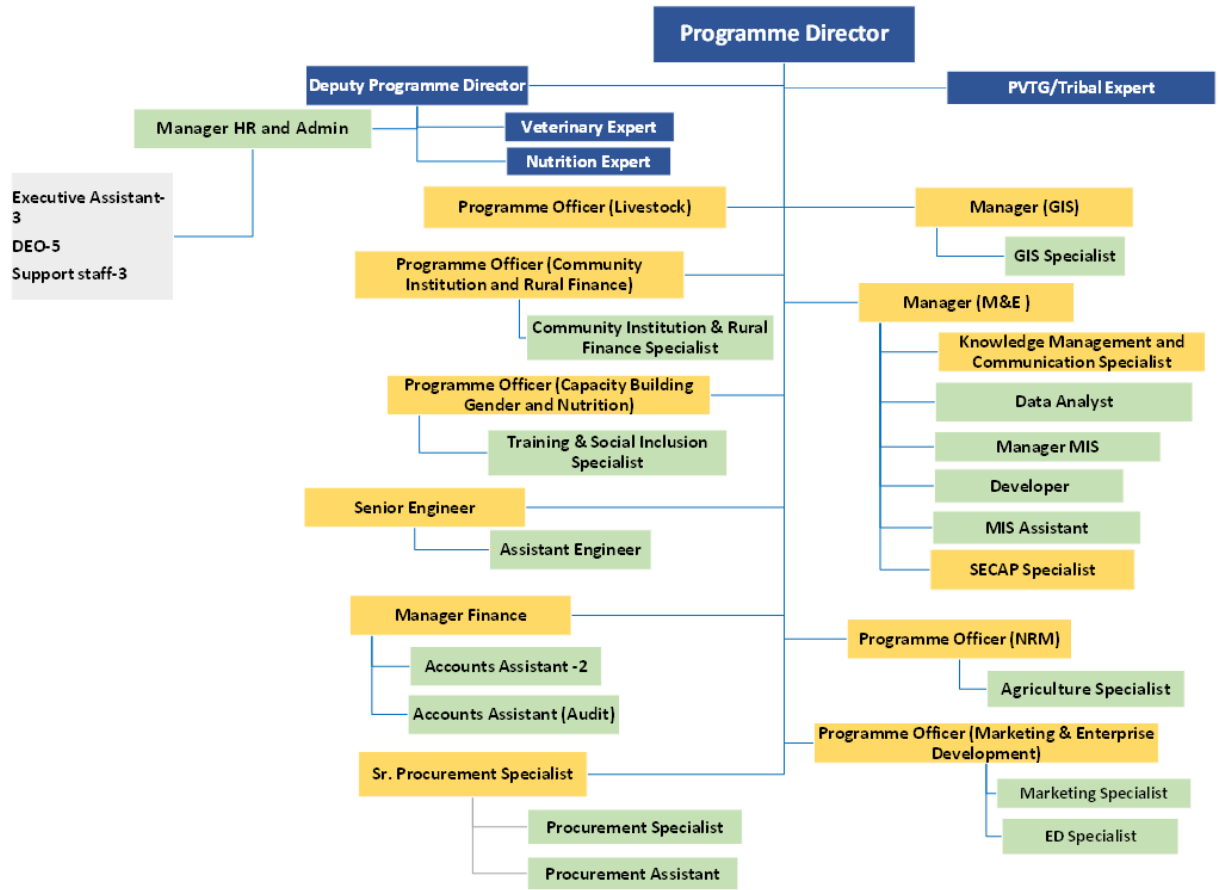 Programme Director
Deputy Programme Director
PVTG/Tribal Expert
Manager HR and Admin
Veterinary Expert
Nutrition Expert
Executive Assistant-
3
DEO-5
Support staff-3
Programme Officer (Livestock)
Manager (GIS)
GIS Specialist
Programme Officer (Community
Institution and Rural Finance)
Community Institution & Rural
Finance Specialist
Manager (M&E )
Knowledge Management and
Communication Specialist
Data Analyst
Manager MIS
Developer
MIS Assistant
SECAP Specialist
Programme Officer (Capacity Building
Gender and Nutrition)
Training & Social Inclusion
Specialist
Senior Engineer
Assistant Engineer
Manager Finance
Accounts Assistant -2
Accounts Assistant (Audit)
Programme Officer (NRM)
Agriculture Specialist
Programme Officer (Marketing & Enterprise
Development)
Marketing Specialist
ED Specialist
Sr. Procurement Specialist
Procurement Specialist
Procurement Assistant